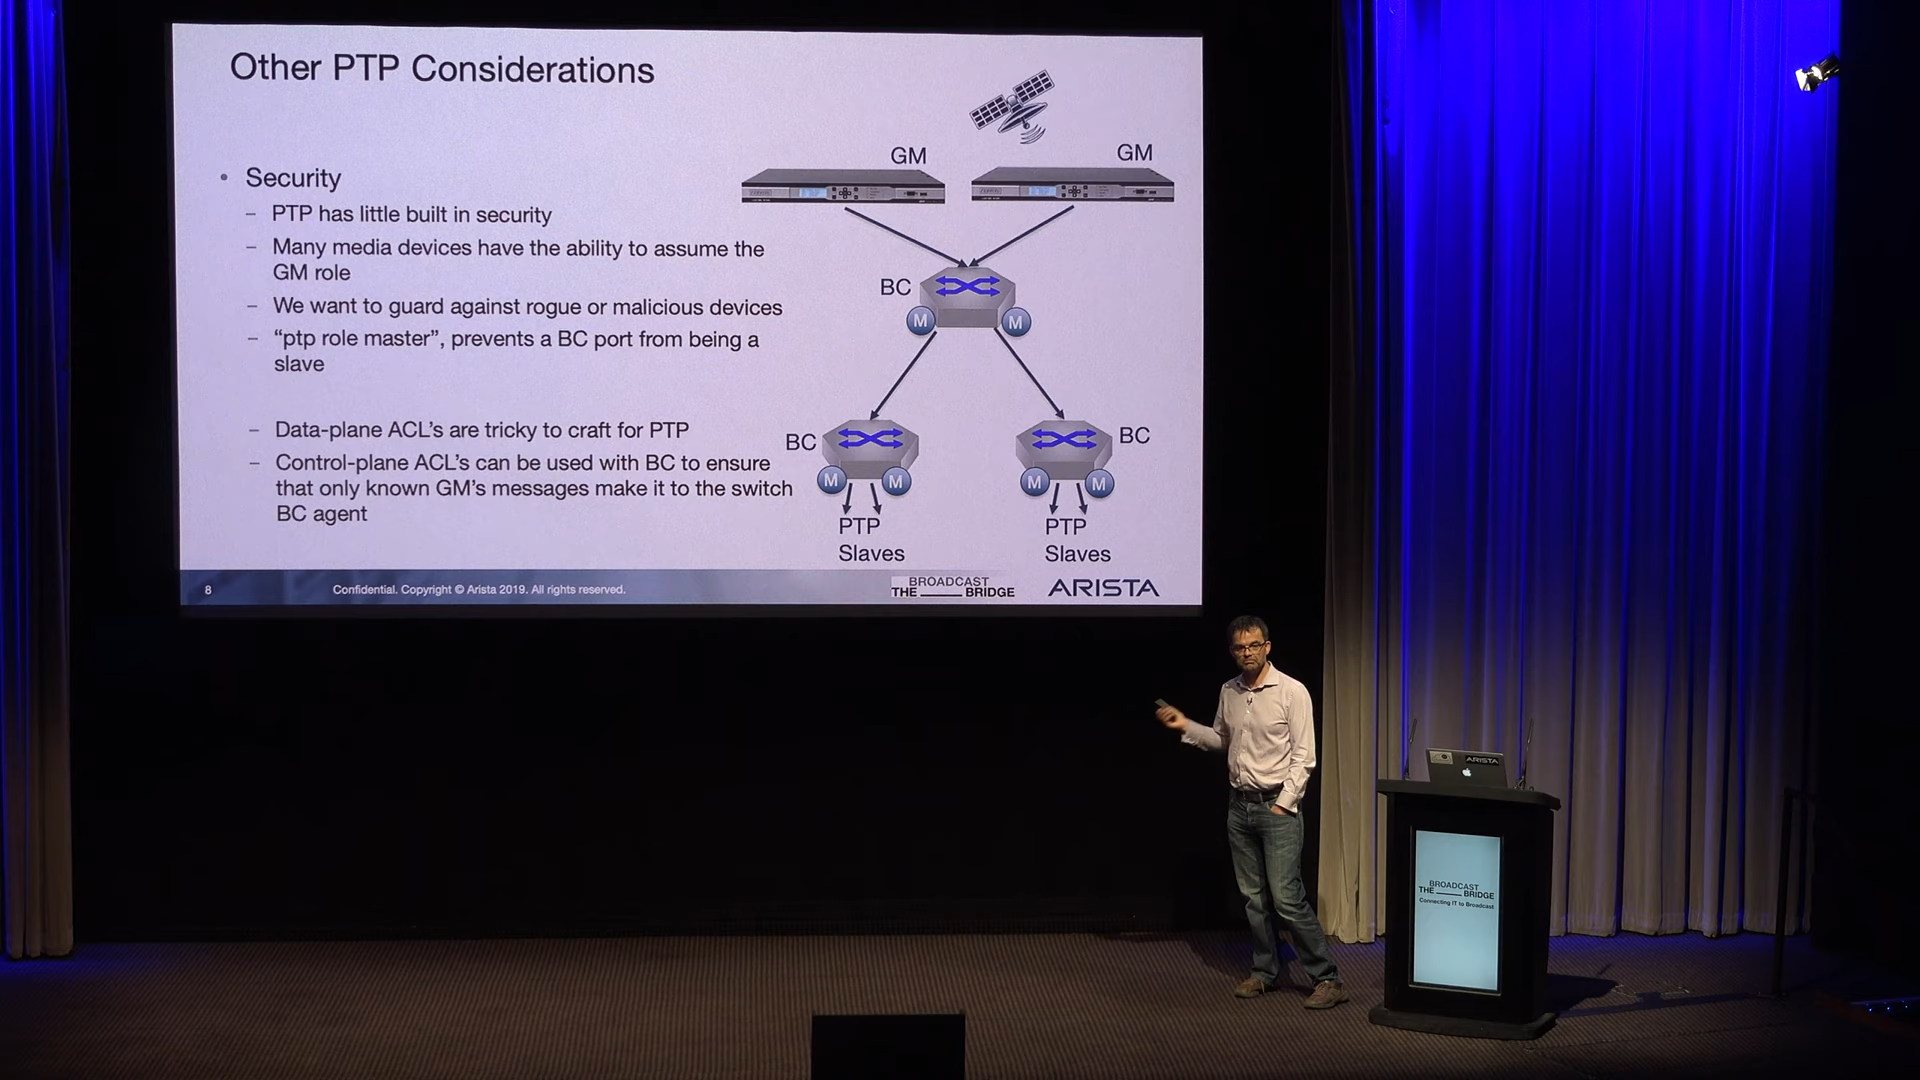 Other PTP Considerations
GM
GM
• Security
– PTP has little built in security
– Many media devices have the ability to assume the
GM role
– We want to guard against rogue or malicious devices
– “ptp role master”, prevents a BC port from being a
slave
– Data-plane ACL’s are tricky to craft for PTP
– Control-plane ACL’s can be used with BC to ensure
that only known GM’s messages make it to the switch
BC agent
BC
M
M
BC
BC
M
M
M
M
PTP
Slaves
PTP
Slaves
8
Confidential. Copyright © Arista 2019. All rights reserved.
BROADCAST
THE BRIDGE
ARISTA
ARISTA
BROADCAST
THE BRIDGE
Connecting IT to Broadcast